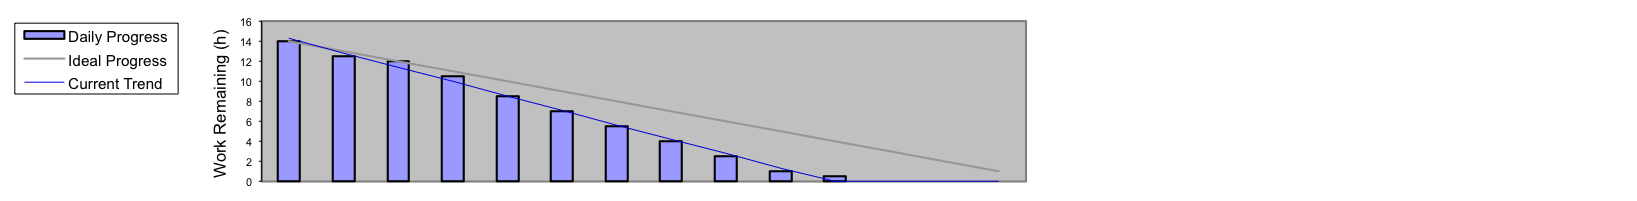 Daily Progress
Ideal Progress
Current Trend
Work Remaining (h)
16
14
12
10
8
6
4
2
0